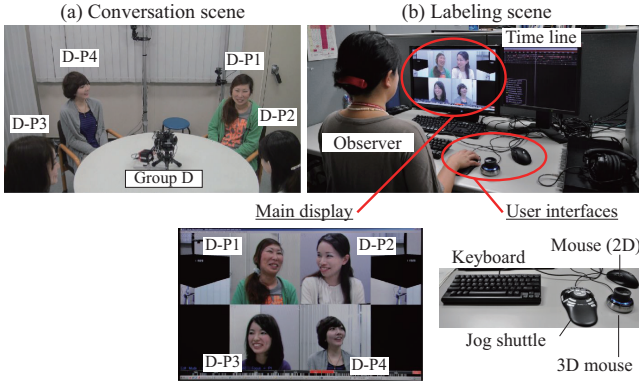 (a) Conversation scene
(b) Labeling scene
D-P4
D-P1
Time line
D-P3
D-P2
Observer
Group D
Main display
User interfaces
D-P1
D-P2
Mouse (2D)
Keyboard
D-P3
D-P4
Jog shuttle
3D mouse